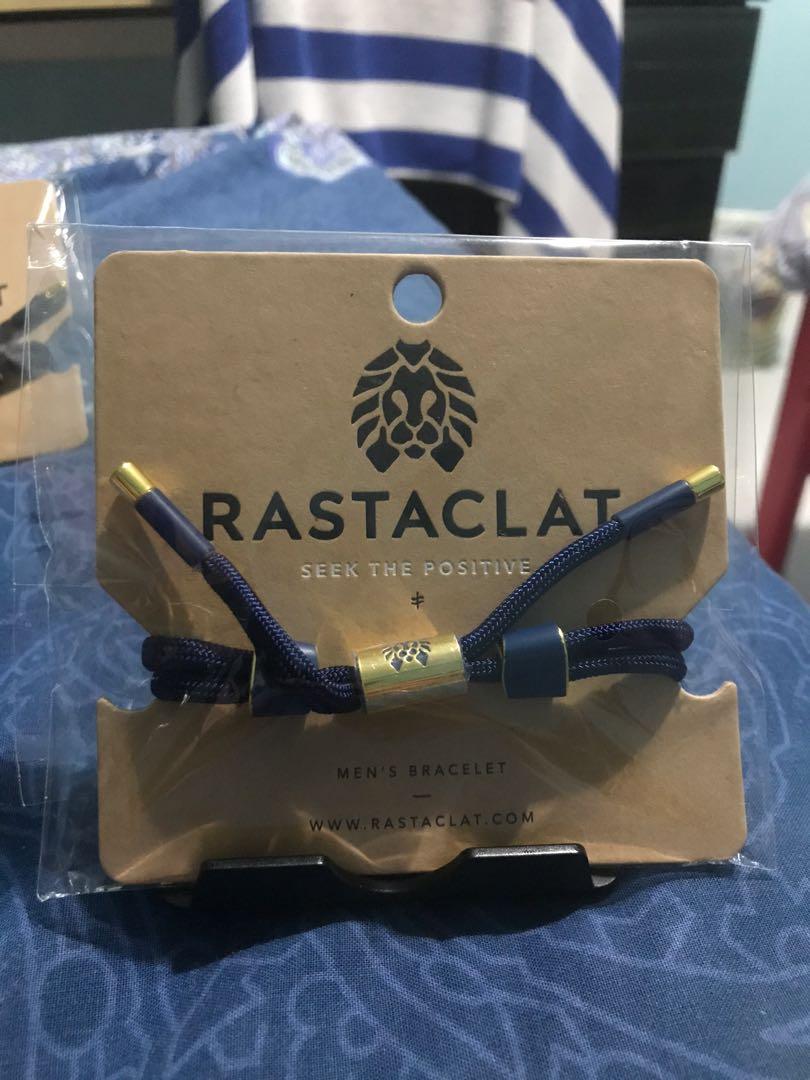 RASTACLAT
SEEK THE POSITIVE
MEN'S BRACELET
WWW.RASTACLAT.COM